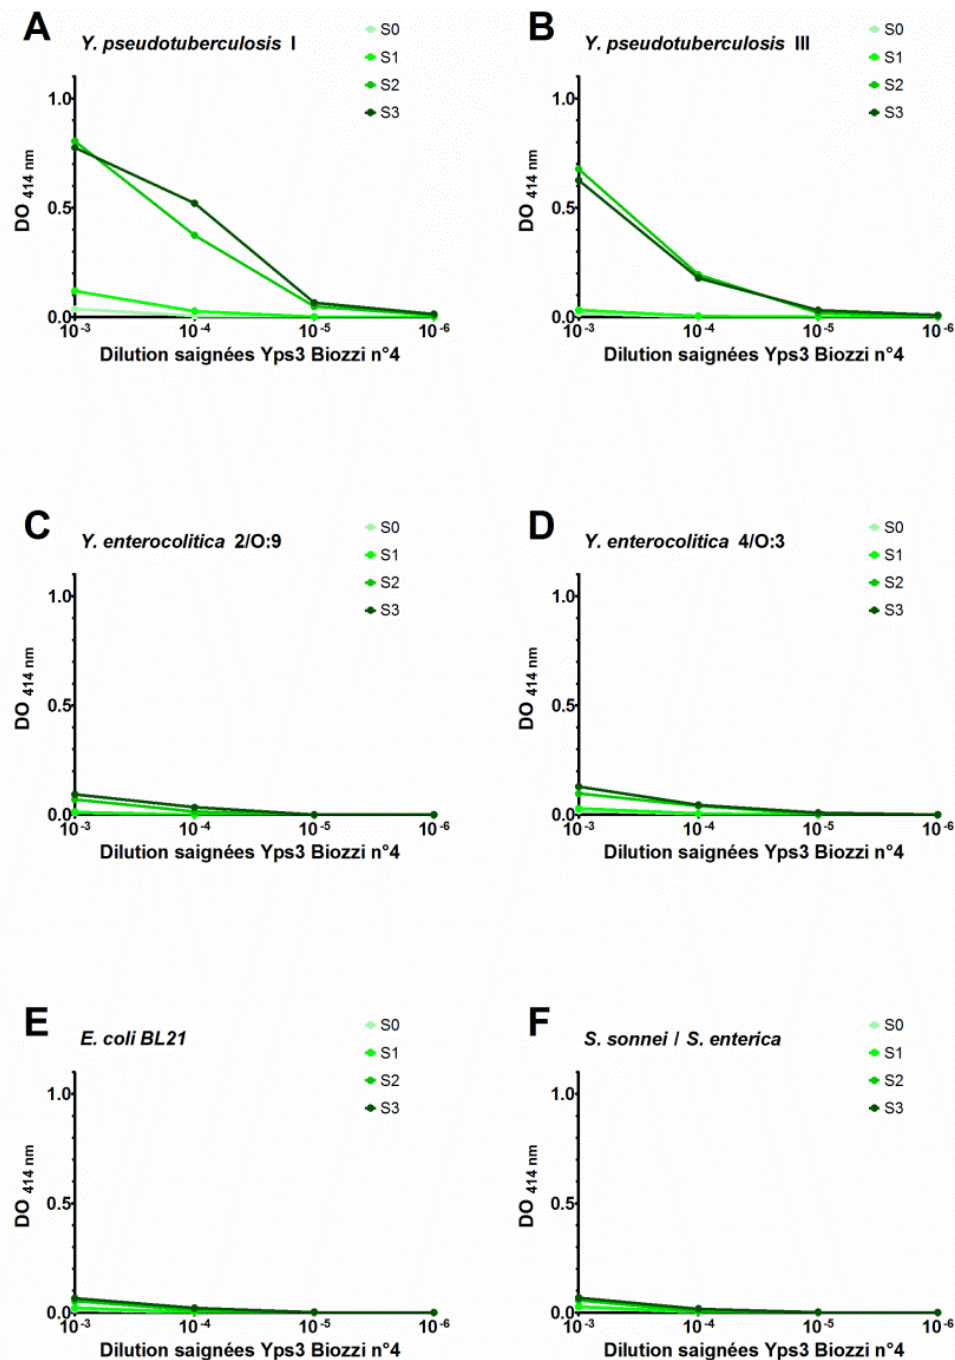 A
Y. pseudotuberculosis I
S0
S1
S2
S3
1.0
0.5
0.0
DO 414 nm
10-3
10-4
10-5
10-6
Dilution saignées Yps3 Biozzi n°4
B
Y. pseudotuberculosis III
S0
S1
S2
S3
1.0
0.5
0.0
DO 414 nm
10-3
10-4
10-5
10-6
Dilution saignées Yps3 Biozzi n°4
C
Y. enterocolitica 2/O:9
S0
S1
S2
S3
1.0
0.5
0.0
DO 414 nm
10-3
10-4
10-5
10-6
Dilution saignées Yps3 Biozzi n°4
D
Y. enterocolitica 4/O:3
S0
S1
S2
S3
1.0
0.5
0.0
DO 414 nm
10-3
10-4
10-5
10-6
Dilution saignées Yps3 Biozzi n°4
E
E. coli BL21
S0
S1
S2
S3
1.0
0.5
0.0
DO 414 nm
10-3
10-4
10-5
10-6
Dilution saignées Yps3 Biozzi n°4
F
S. sonnei / S. enterica
S0
S1
S2
S3
1.0
0.5
0.0
DO 414 nm
10-3
10-4
10-5
10-6
Dilution saignées Yps3 Biozzi n°4